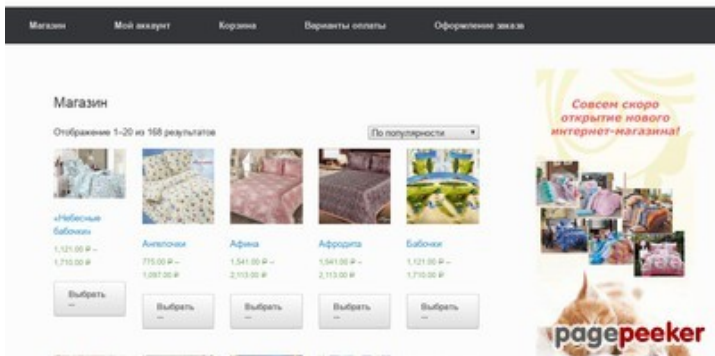 Магазин
Мой аккаунт
Корзина
Варианты оплаты
Оформление заказа
Магазин
Отображение 1–20 из 168 результатов
По популярности
Совсем скоро
открытие нового
интернет-магазина!
«Небесные
бабочки»
1,121.00 ₽ –
1,710.00 ₽
Выбрать
...
Ангелочки
775.00 ₽ –
1,097.00 ₽
Выбрать
...
Афина
1,541.00 ₽ –
2,113.00 ₽
Выбрать
...
Афродита
1,541.00 ₽ –
2,113.00 ₽
Выбрать
...
Бабочки
1,121.00 ₽ –
1,710.00 ₽
Выбрать
...
pagepeeker